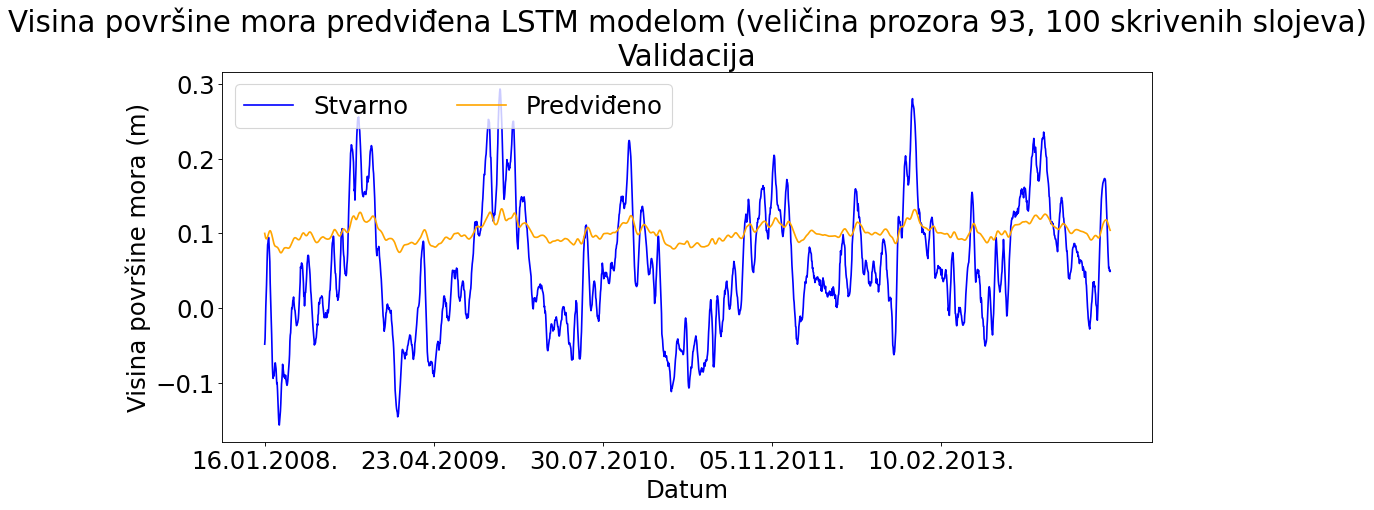 Visina površine mora predviđena LSTM modelom (veličina prozora 93, 100 skrivenih slojeva)
Validacija
Stvarno Predviđeno
Visina površine mora (m)
0.3
0.2
0.1
0.0
−0.1
16.01.2008. 23.04.2009. 30.07.2010. 05.11.2011. 10.02.2013.
Datum